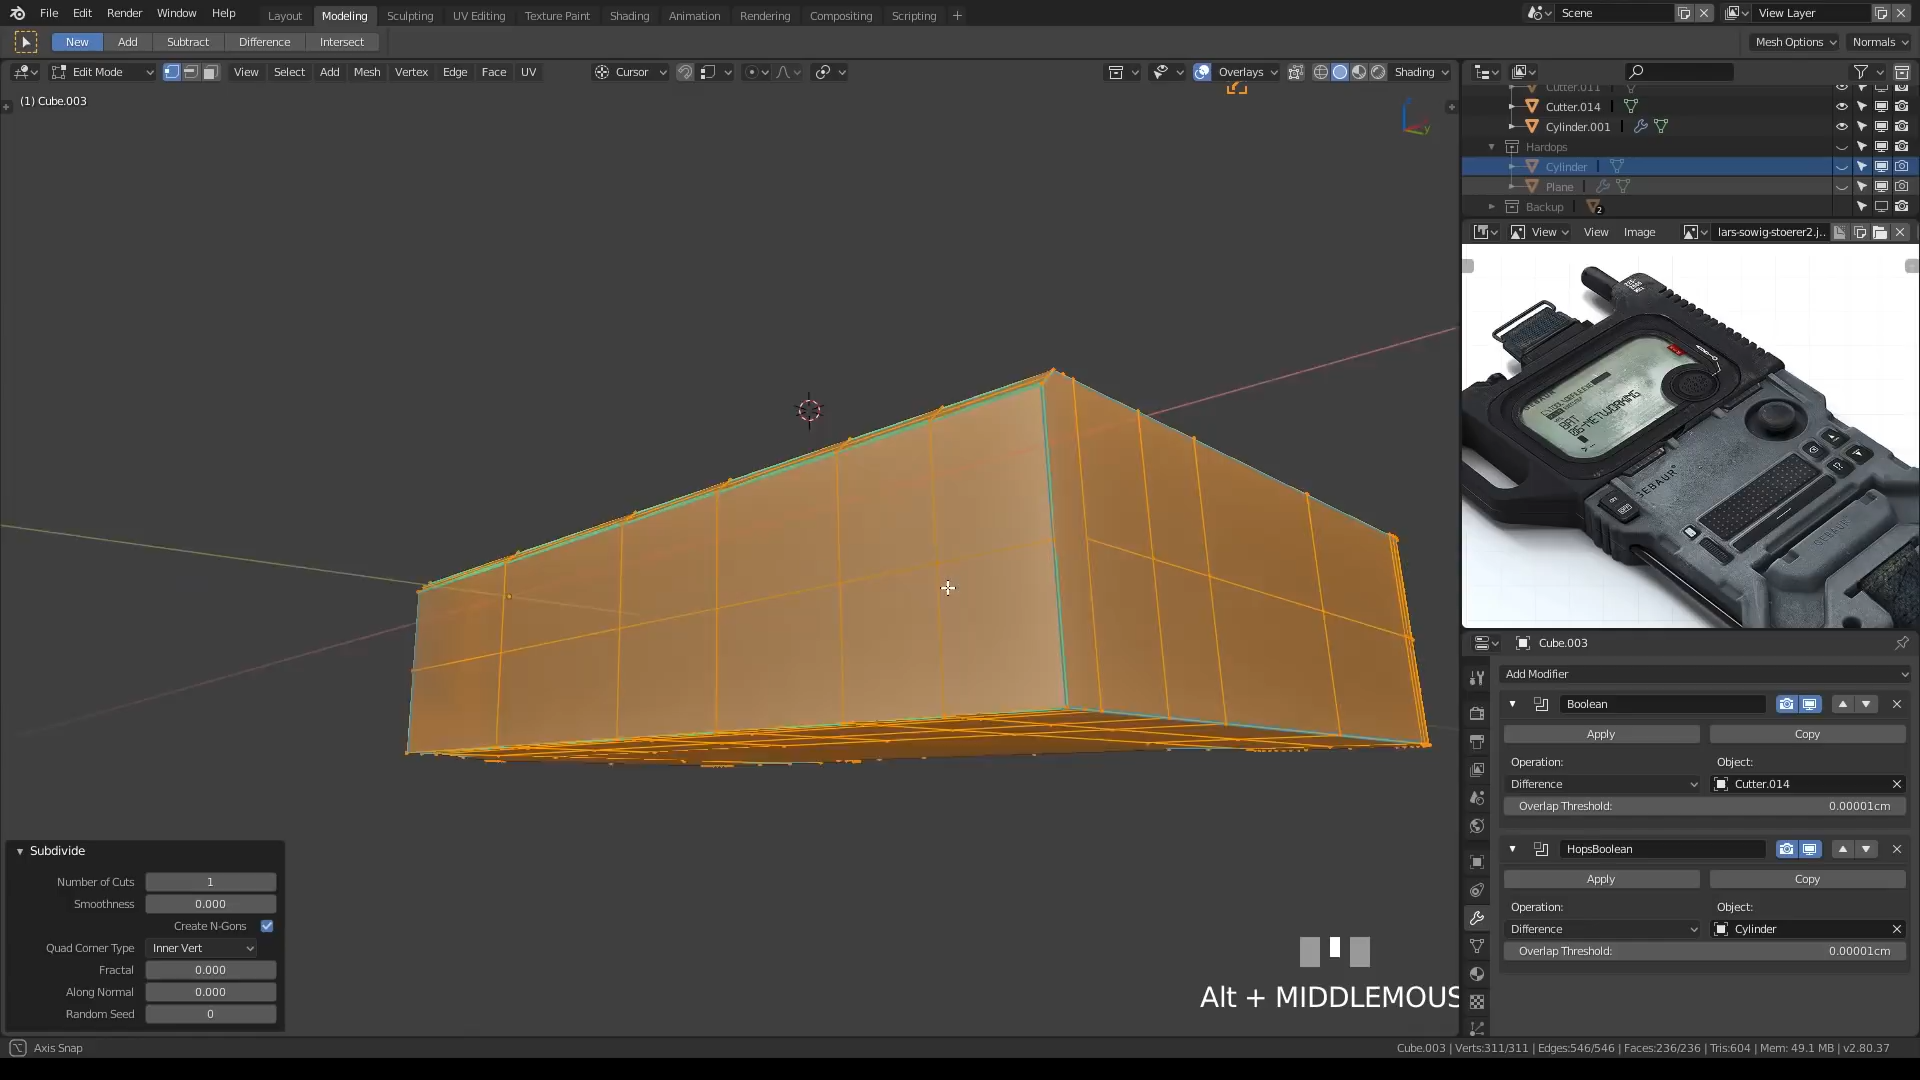 File Edit Render Window Help Layout Modeling Sculpting UV Editing Texture Paint Shading Animation Rendering Compositing Scripting + Scene View Layer
New Add Subtract Difference Intersect Mesh Options Normals
Edit Mode View Select Add Mesh Vertex Edge Face UV Cursor Overlays Shading
(1) Cube.003
Cutter.011
Cutter.014
Cylinder.001
Hardops
Cylinder
Plane
Backup 2
View View Image lars-sowig-stoerer2.j..
GEBAUR°
Cube.003
Add Modifier
Boolean
Apply Copy
Operation: Object:
Difference Cutter.014
Overlap Threshold: 0.00001cm
HopsBoolean
Apply Copy
Operation: Object:
Difference Cylinder
Overlap Threshold: 0.00001cm
Subdivide
Number of Cuts 1
Smoothness 0.000
Create N-Gons
Quad Corner Type Inner Vert
Fractal 0.000
Along Normal 0.000
Random Seed 0
Alt + MIDDLEMOUS
Axis Snap
Cube.003 | Verts:311/311 | Edges:546/546 | Faces:236/236 | Tris:604 | Mem: 49.1 MB | v2.80.37